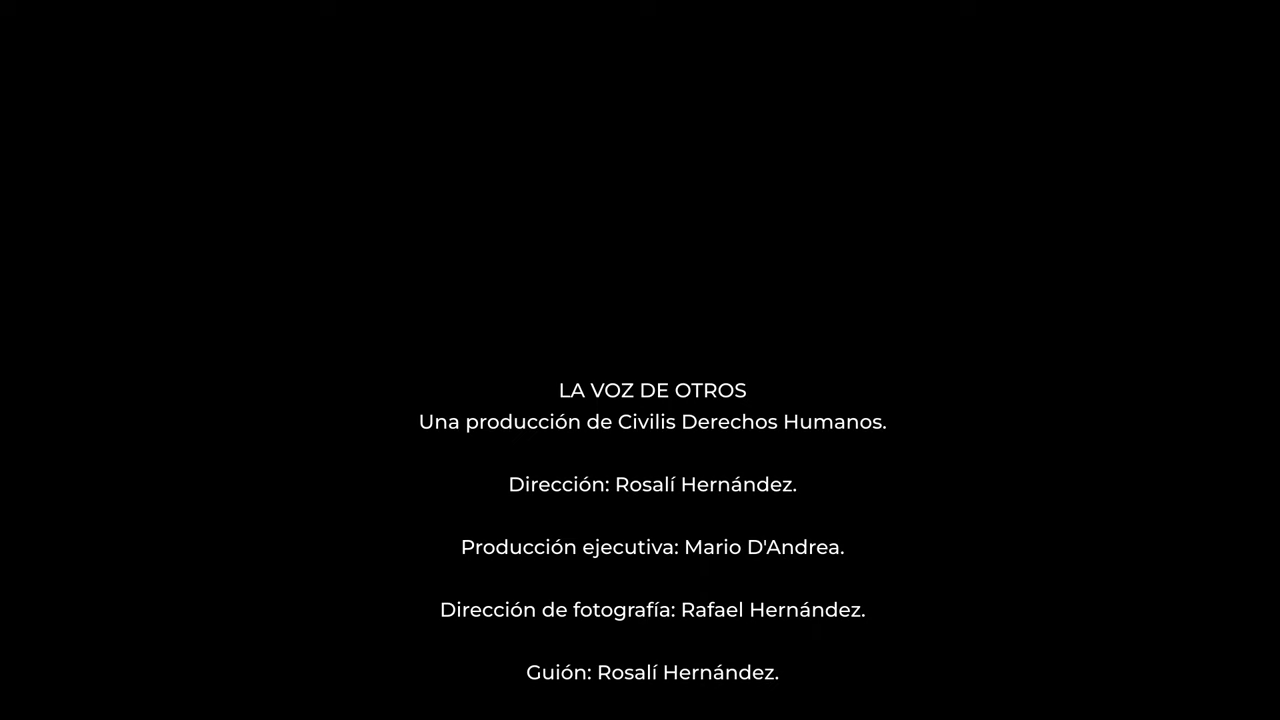 LA VOZ DE OTROS
Una producción de Civilis Derechos Humanos.
Dirección: Rosalí Hernández.
Producción ejecutiva: Mario D'Andrea.
Dirección de fotografía: Rafael Hernández.
Guión: Rosalí Hernández.